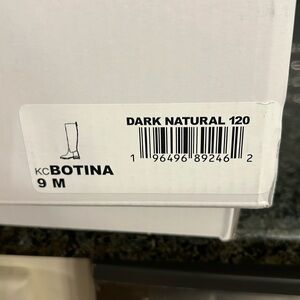 DARK NATURAL 120
1 96496 89246 2
KCBOTINA
9 M